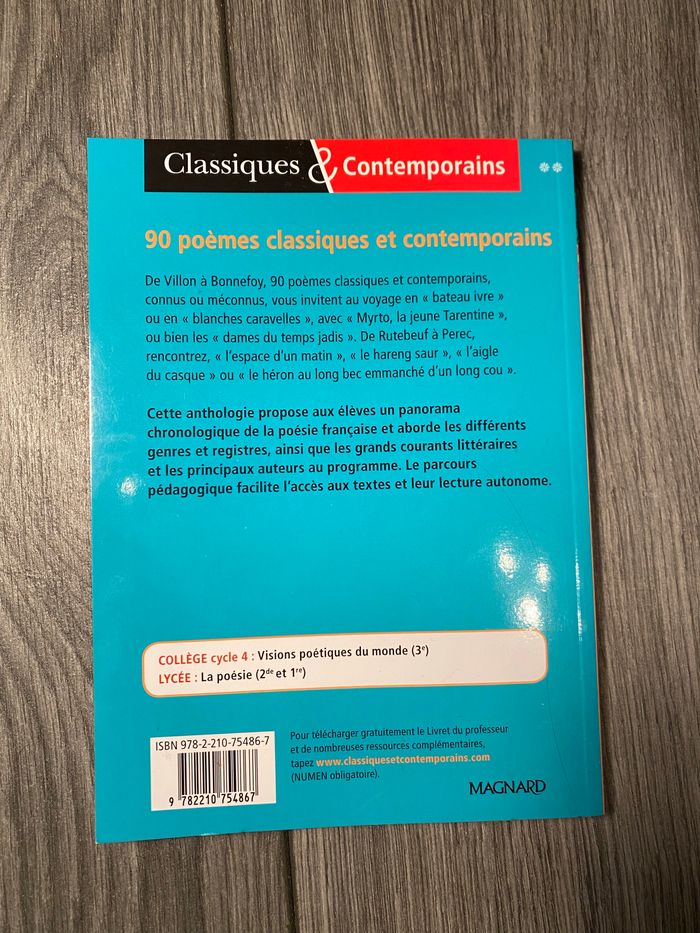 Classiques & Contemporains **
90 poèmes classiques et contemporains
De Villon à Bonnefoy, 90 poèmes classiques et contemporains,
connus ou méconnus, vous invitent au voyage en « bateau ivre »
ou en « blanches caravelles », avec « Myrto, la jeune Tarentine »,
ou bien les « dames du temps jadis ». De Rutebeuf à Perec,
rencontrez, « l'espace d'un matin », « le hareng saur », « l'aigle
du casque » ou « le héron au long bec emmanché d'un long cou ».
Cette anthologie propose aux élèves un panorama
chronologique de la poésie française et aborde les différents
genres et registres, ainsi que les grands courants littéraires
et les principaux auteurs au programme. Le parcours
pédagogique facilite l'accès aux textes et leur lecture autonome.
COLLÈGE cycle 4 : Visions poétiques du monde (3e)
LYCÉE : La poésie (2de et 1re)
ISBN 978-2-210-75486-7
9 782210 754867
Pour télécharger gratuitement le Livret du professeur
et de nombreuses ressources complémentaires,
tapez www.classiquesetcontemporains.com
(NUMEN obligatoire).
MAGNARD